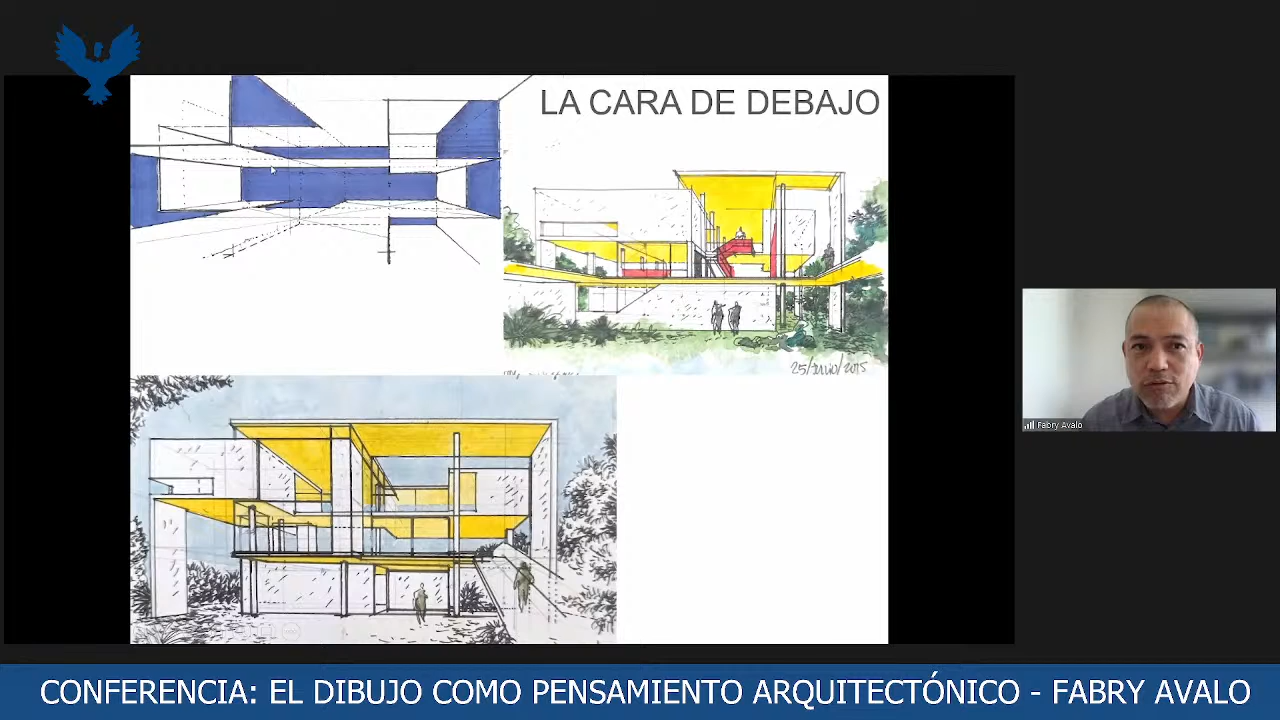 LA CARA DE DEBAJO
25/JULIO/2015
Fabry Avalo
CONFERENCIA: EL DIBUJO COMO PENSAMIENTO ARQUITECTÓNICO - FABRY AVALO